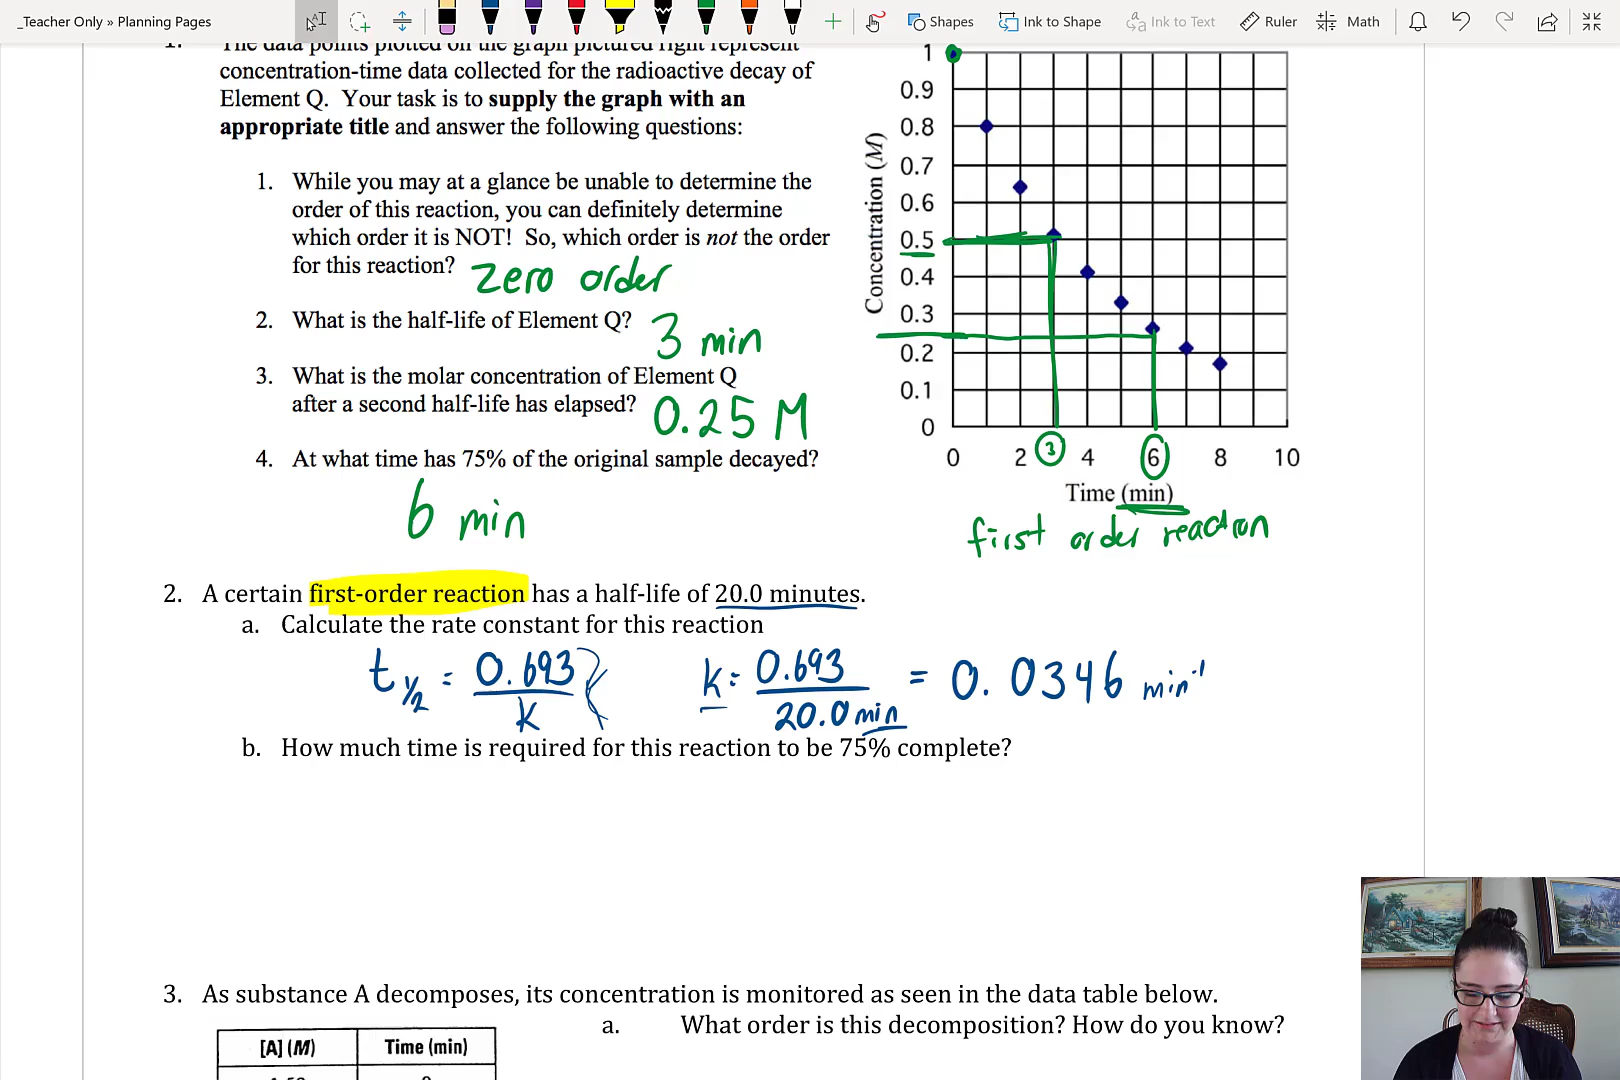 _Teacher Only » Planning Pages
Shapes
Ink to Shape
Ink to Text
Ruler
Math
1. The data points plotted on the graph pictured right represent
concentration-time data collected for the radioactive decay of
Element Q. Your task is to supply the graph with an
appropriate title and answer the following questions:
1. While you may at a glance be unable to determine the
order of this reaction, you can definitely determine
which order it is NOT! So, which order is not the order
for this reaction? zero order
2. What is the half-life of Element Q? 3 min
3. What is the molar concentration of Element Q
after a second half-life has elapsed? 0.25 M
4. At what time has 75% of the original sample decayed?
6 min
Concentration (M)
1
0.9
0.8
0.7
0.6
0.5
0.4
0.3
0.2
0.1
0
0 2 3 4 6 8 10
Time (min)
first order reaction
2. A certain first-order reaction has a half-life of 20.0 minutes.
a. Calculate the rate constant for this reaction
t1/2 = 0.693/k k = 0.693/20.0 min = 0.0346 min⁻¹
b. How much time is required for this reaction to be 75% complete?
3. As substance A decomposes, its concentration is monitored as seen in the data table below.
a. What order is this decomposition? How do you know?
[A] (M) Time (min)